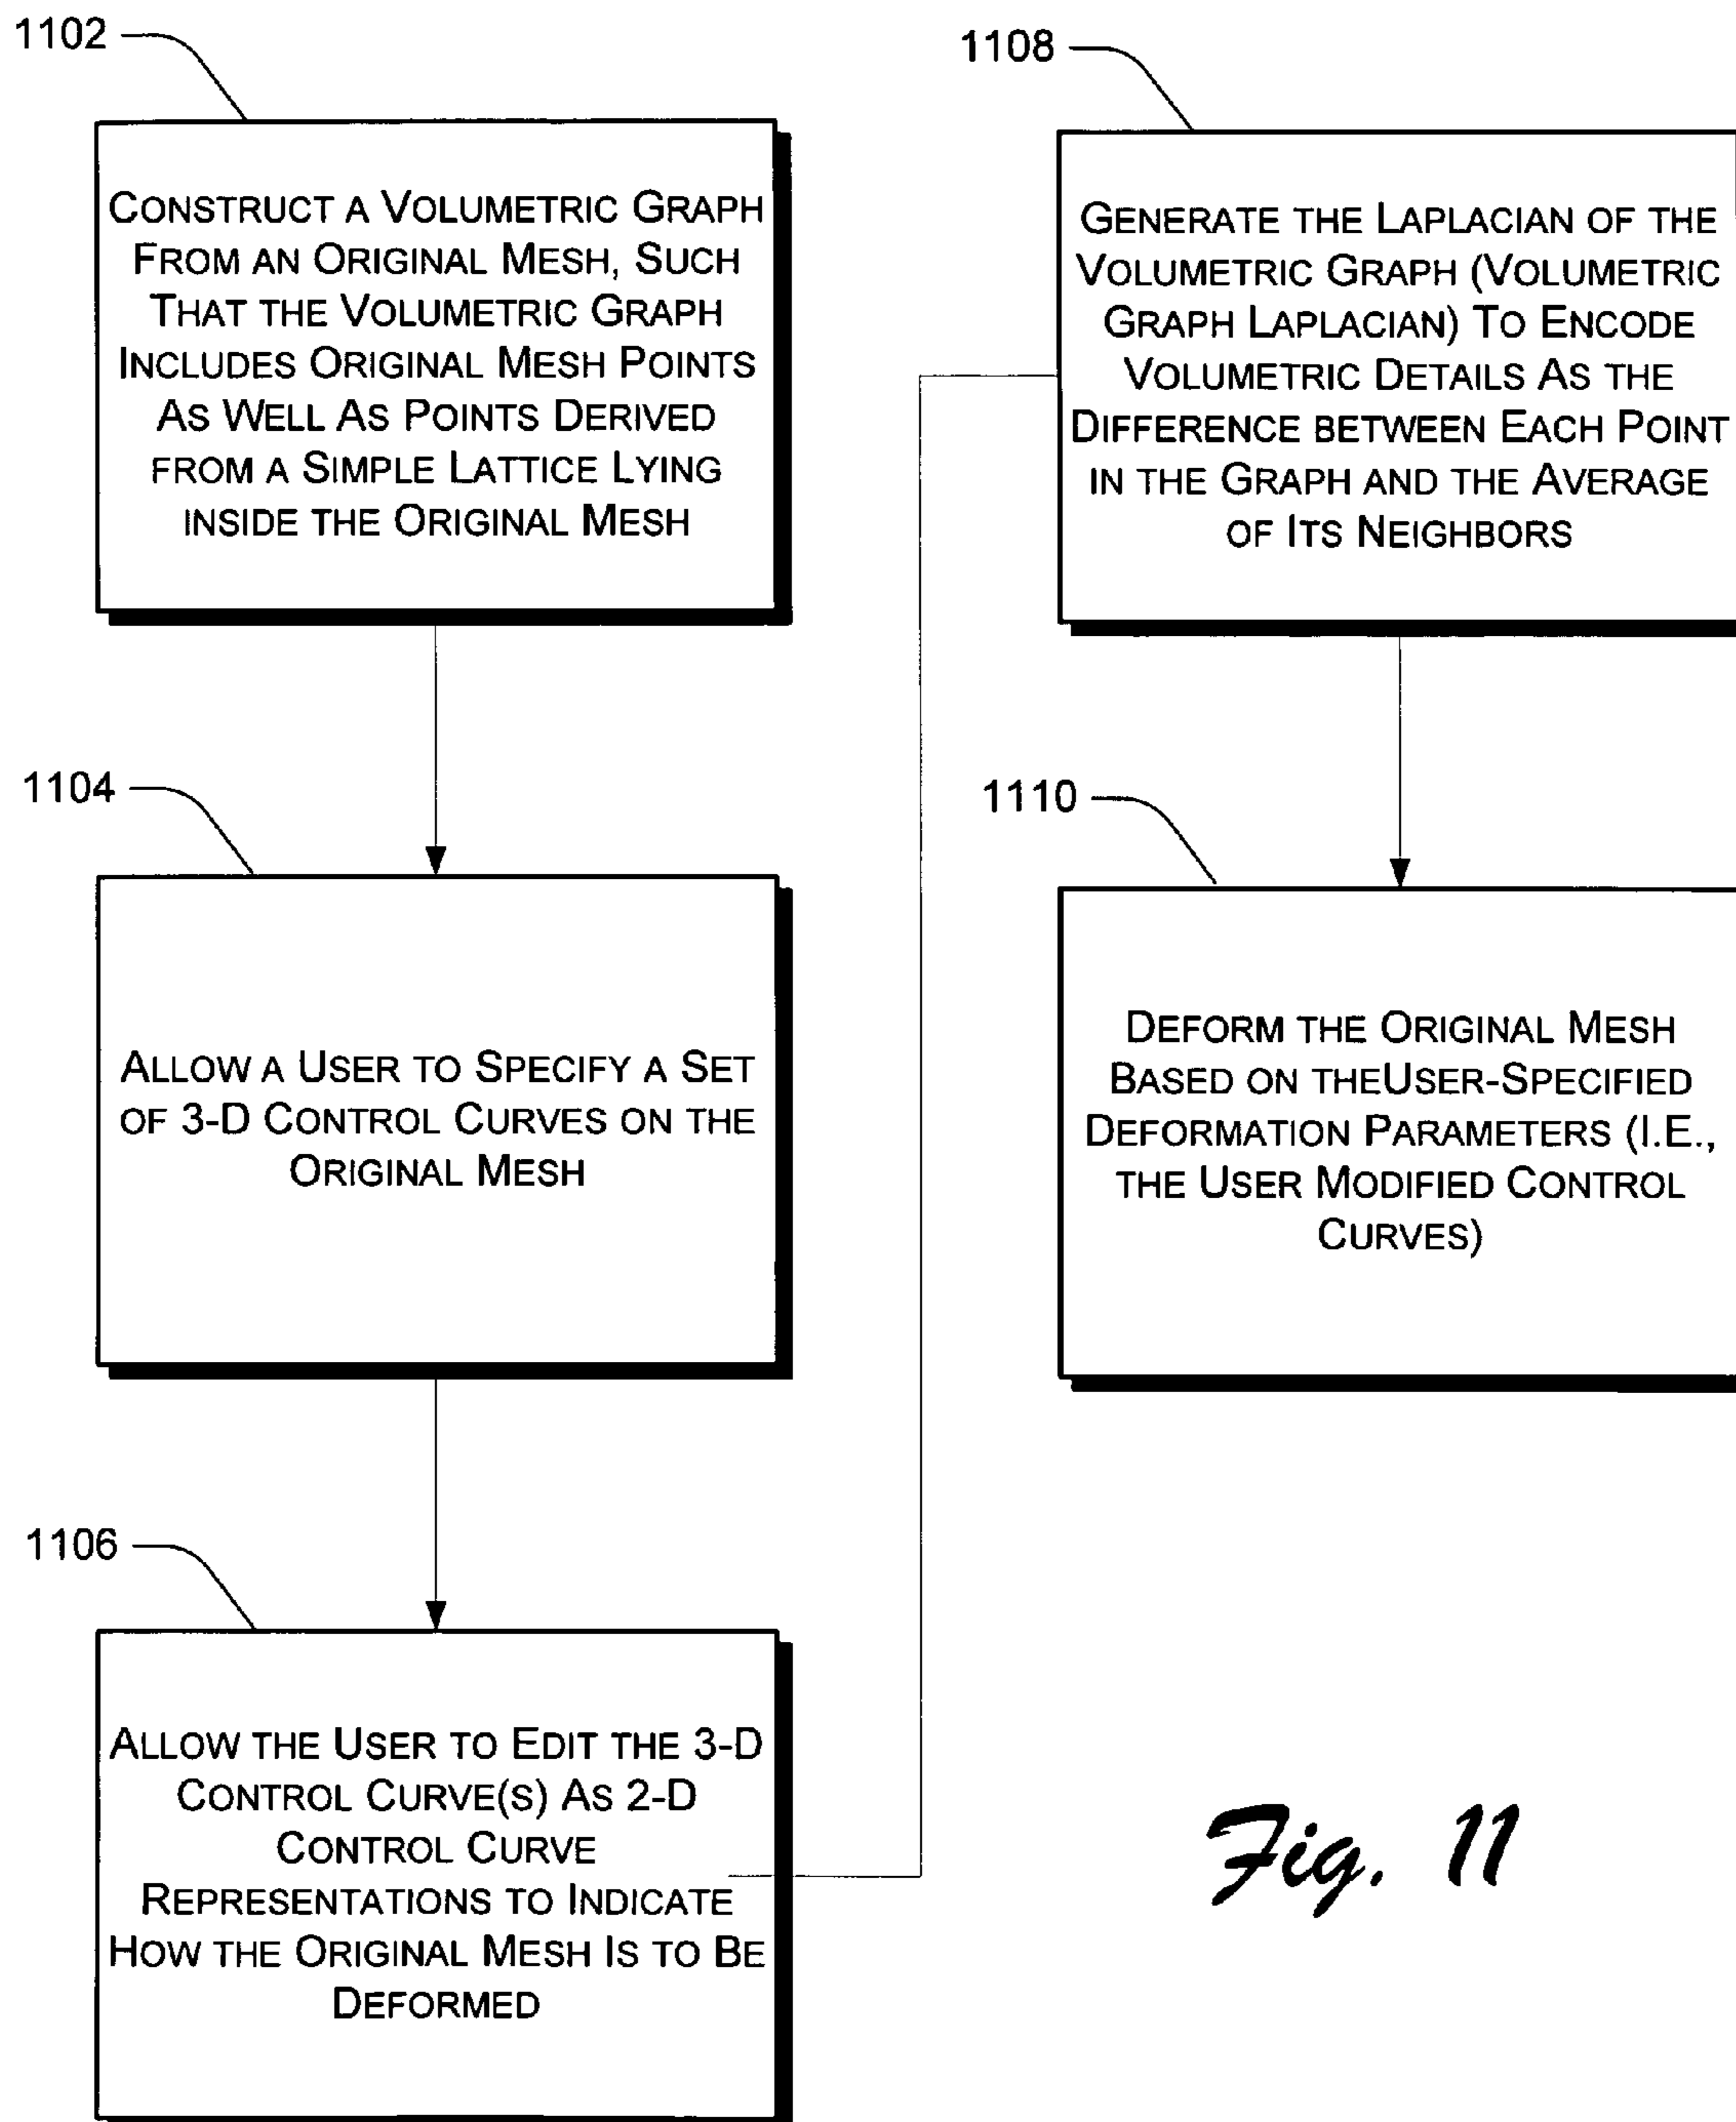 1102
CONSTRUCT A VOLUMETRIC GRAPH
FROM AN ORIGINAL MESH, SUCH
THAT THE VOLUMETRIC GRAPH
INCLUDES ORIGINAL MESH POINTS
AS WELL AS POINTS DERIVED
FROM A SIMPLE LATTICE LYING
INSIDE THE ORIGINAL MESH
1104
ALLOW A USER TO SPECIFY A SET
OF 3-D CONTROL CURVES ON THE
ORIGINAL MESH
1106
ALLOW THE USER TO EDIT THE 3-D
CONTROL CURVE(S) AS 2-D
CONTROL CURVE
REPRESENTATIONS TO INDICATE
HOW THE ORIGINAL MESH IS TO BE
DEFORMED
1108
GENERATE THE LAPLACIAN OF THE
VOLUMETRIC GRAPH (VOLUMETRIC
GRAPH LAPLACIAN) TO ENCODE
VOLUMETRIC DETAILS AS THE
DIFFERENCE BETWEEN EACH POINT
IN THE GRAPH AND THE AVERAGE
OF ITS NEIGHBORS
1110
DEFORM THE ORIGINAL MESH
BASED ON THEUSER-SPECIFIED
DEFORMATION PARAMETERS (I.E.,
THE USER MODIFIED CONTROL
CURVES)
Fig. 11